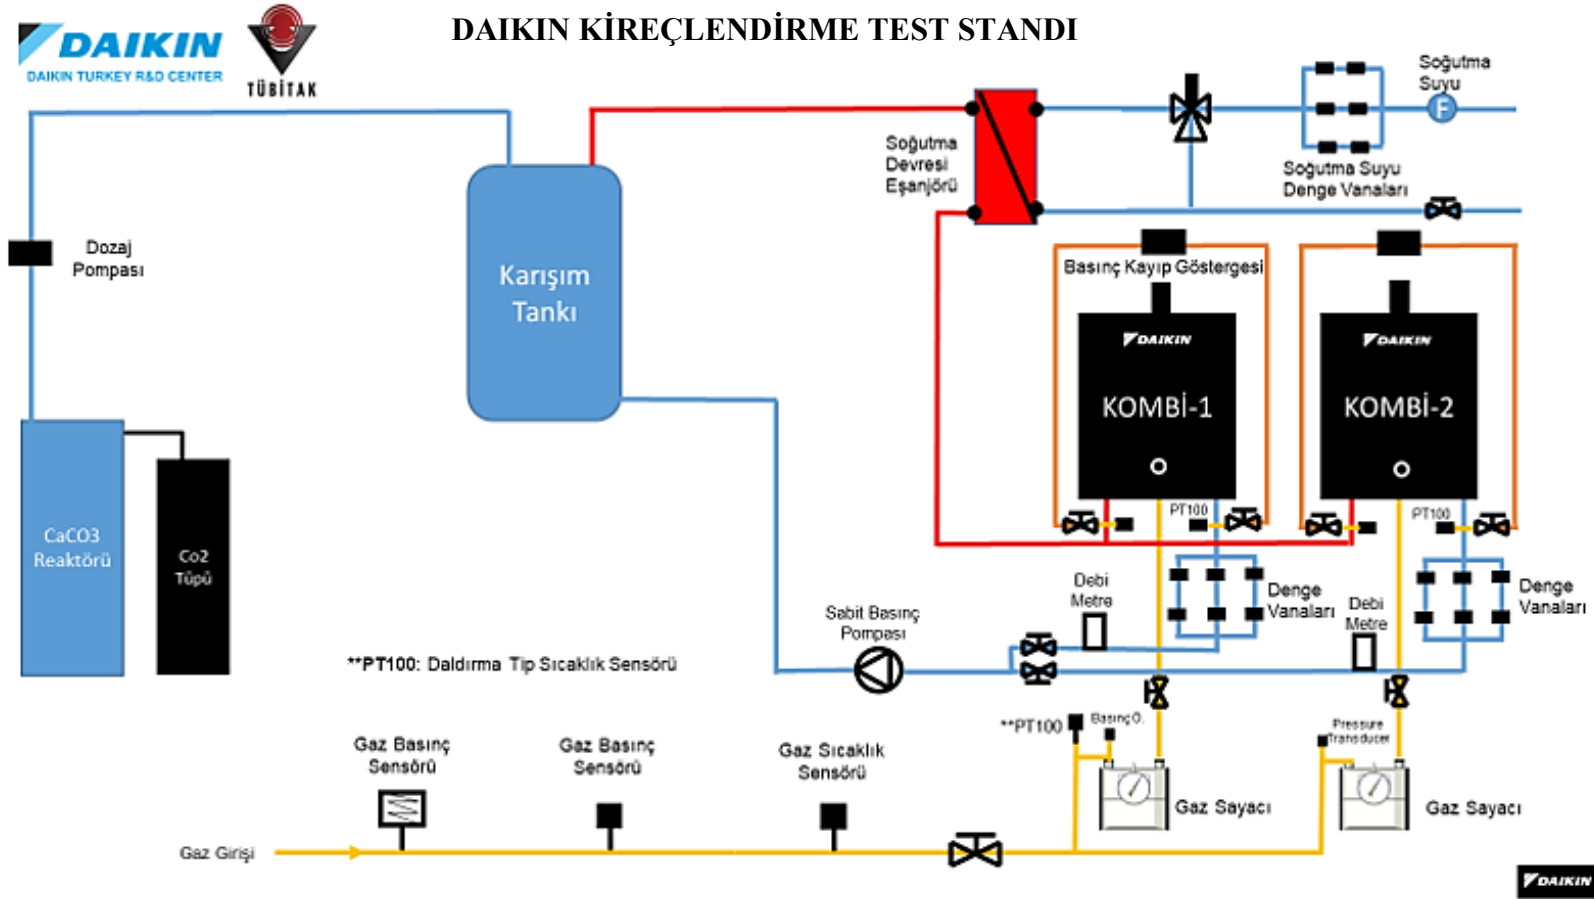 DAIKIN KİREÇLENDİRME TEST STANDI
DAIKIN
DAIKIN TURKEY R&D CENTER
TÜBİTAK
Soğutma
Suyu
F
Soğutma
Devresi
Eşanjörü
Soğutma Suyu
Denge Vanaları
Dozaj
Pompası
Karışım
Tankı
Basınç Kayıp Göstergesi
DAIKIN
KOMBİ-1
DAIKIN
KOMBİ-2
PT100
PT100
CaCO3
Reaktörü
Co2
Tüpü
Debi
Metre
Denge
Vanaları
Debi
Metre
Denge
Vanaları
Sabit Basınç
Pompası
**PT100: Daldırma Tip Sıcaklık Sensörü
**PT100
Basınç Ö.
Pressure
Transducer
Gaz Basınç
Sensörü
Gaz Basınç
Sensörü
Gaz Sıcaklık
Sensörü
Gaz Sayacı
Gaz Sayacı
Gaz Girişi
DAIKIN